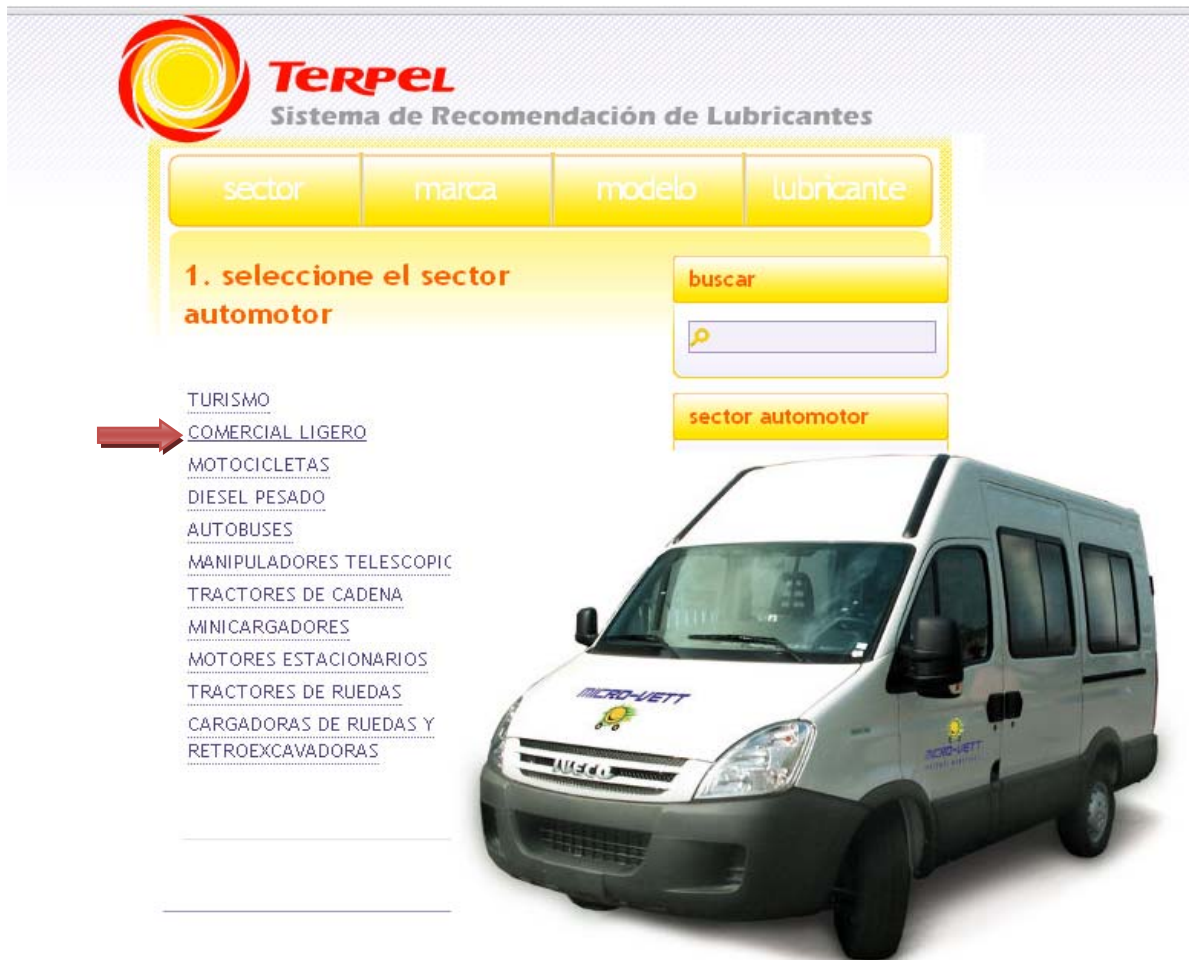 Terpel
Sistema de Recomendación de Lubricantes
sector marca modelo lubricante
1. seleccione el sector
automotor
buscar
sector automotor
TURISMO
COMERCIAL LIGERO
MOTOCICLETAS
DIESEL PESADO
AUTOBUSES
MANIPULADORES TELESCOPIC
TRACTORES DE CADENA
MINICARGADORES
MOTORES ESTACIONARIOS
TRACTORES DE RUEDAS
CARGADORAS DE RUEDAS Y
RETROEXCAVADORAS
MICRO-VETT
IVECO
MICRO-VETT